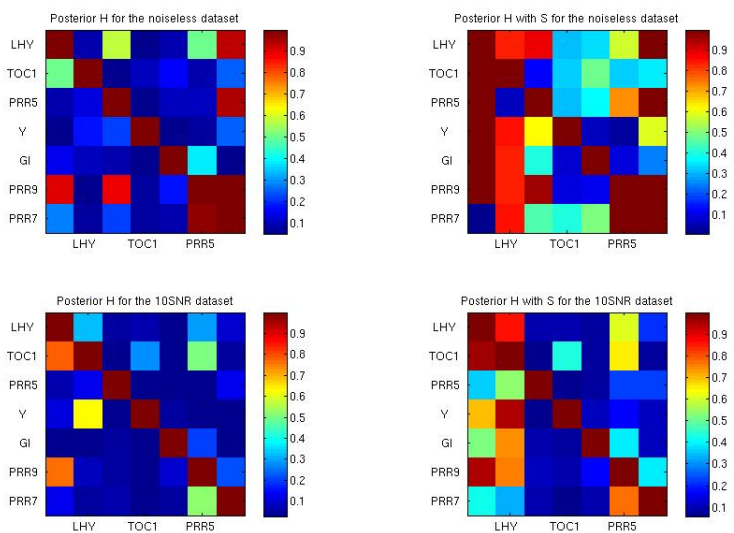 Posterior H for the noiseless dataset
LHY
TOC1
PRR5
Y
GI
PRR9
PRR7
LHY TOC1 PRR5
0.9
0.8
0.7
0.6
0.5
0.4
0.3
0.2
0.1
Posterior H with S for the noiseless dataset
LHY
TOC1
PRR5
Y
GI
PRR9
PRR7
LHY TOC1 PRR5
0.9
0.8
0.7
0.6
0.5
0.4
0.3
0.2
0.1
Posterior H for the 10SNR dataset
LHY
TOC1
PRR5
Y
GI
PRR9
PRR7
LHY TOC1 PRR5
0.9
0.8
0.7
0.6
0.5
0.4
0.3
0.2
0.1
Posterior H with S for the 10SNR dataset
LHY
TOC1
PRR5
Y
GI
PRR9
PRR7
LHY TOC1 PRR5
0.9
0.8
0.7
0.6
0.5
0.4
0.3
0.2
0.1